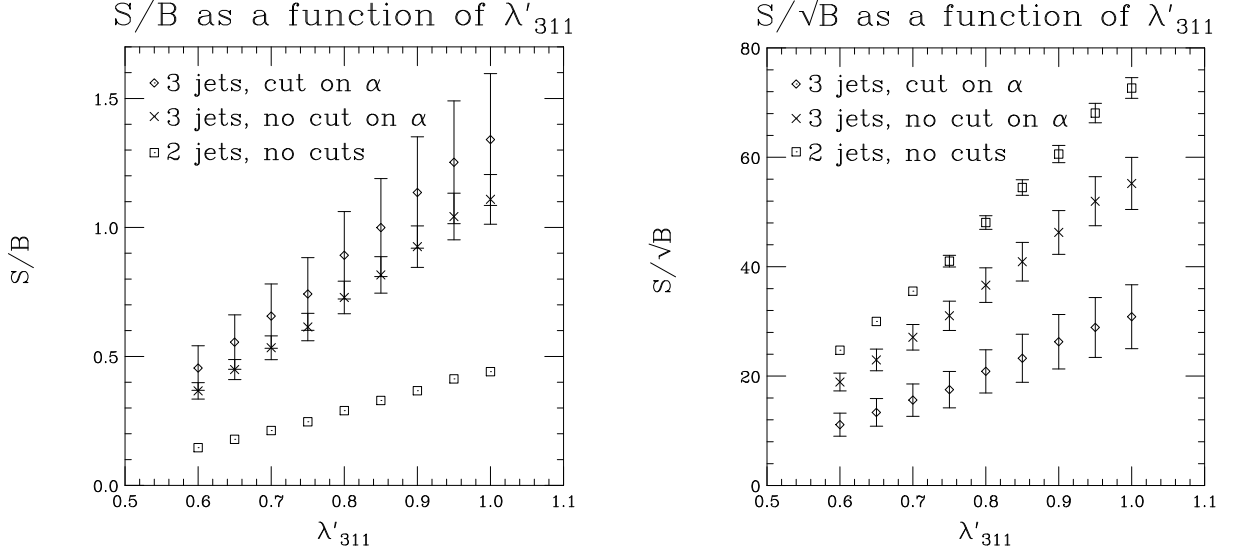 S/B as a function of λ′311
1.5
1.0
0.5
0.0
S/B
◇ 3 jets, cut on α
× 3 jets, no cut on α
□ 2 jets, no cuts
0.5 0.6 0.7 0.8 0.9 1.0 1.1
λ′311
S/√B as a function of λ′311
80
60
40
20
0
S/√B
◇ 3 jets, cut on α
× 3 jets, no cut on α
□ 2 jets, no cuts
0.5 0.6 0.7 0.8 0.9 1.0 1.1
λ′311